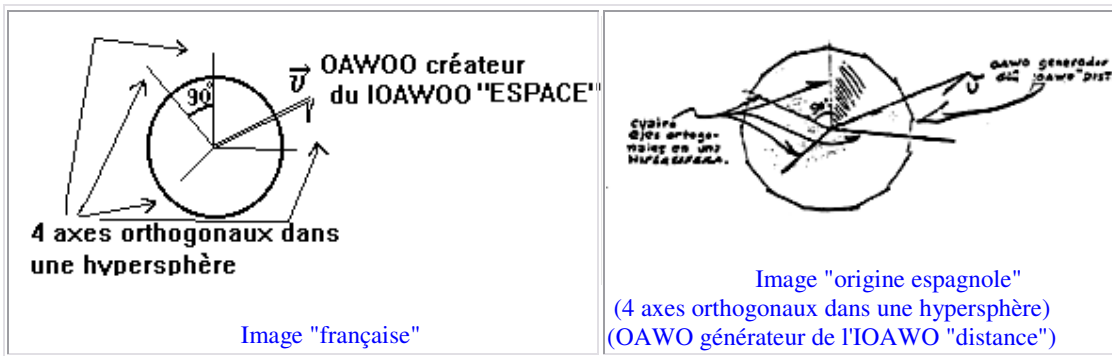 OAWOO créateur
du IOAWOO "ESPACE"
90°
v
4 axes orthogonaux dans
une hypersphère
Image "française"
OAWO generador
del IOAWO "DIST
v
90°
cuatro
ejes ortogo-
nales en una
HIPERESFERA.
Image "origine espagnole"
(4 axes orthogonaux dans une hypersphère)
(OAWO générateur de l'IOAWO "distance")